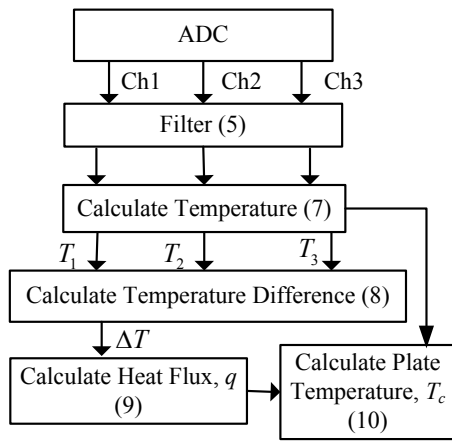 ADC
Ch1 Ch2 Ch3
Filter (5)
Calculate Temperature (7)
T1 T2 T3
Calculate Temperature Difference (8)
ΔT
Calculate Heat Flux, q
(9)
Calculate Plate
Temperature, Tc
(10)